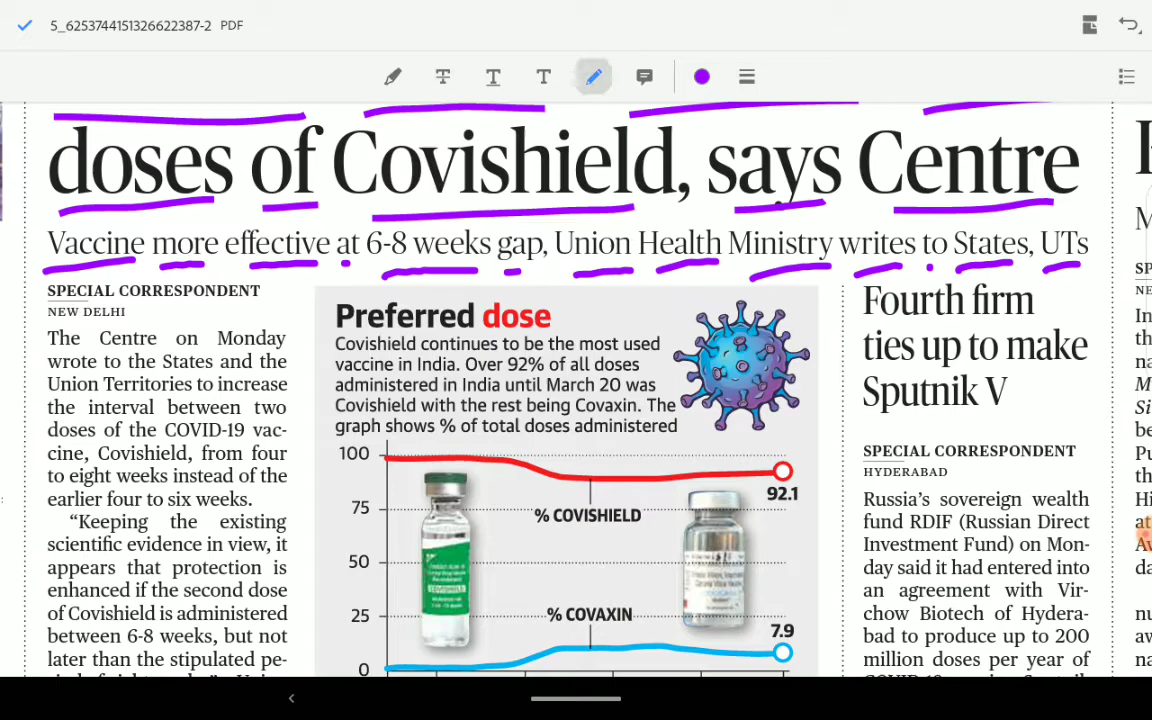 5_6253744151326622387-2 PDF
doses of Covishield, says Centre
Vaccine more effective at 6-8 weeks gap, Union Health Ministry writes to States, UTs
SPECIAL CORRESPONDENT
NEW DELHI
The Centre on Monday
wrote to the States and the
Union Territories to increase
the interval between two
doses of the COVID-19 vac-
cine, Covishield, from four
to eight weeks instead of the
earlier four to six weeks.
“Keeping the existing
scientific evidence in view, it
appears that protection is
enhanced if the second dose
of Covishield is administered
between 6-8 weeks, but not
later than the stipulated pe-
Preferred dose
Covishield continues to be the most used
vaccine in India. Over 92% of all doses
administered in India until March 20 was
Covishield with the rest being Covaxin. The
graph shows % of total doses administered
100
75
50
25
0
% COVISHIELD
92.1
% COVAXIN
7.9
COVISHIELD
Fourth firm
ties up to make
Sputnik V
SPECIAL CORRESPONDENT
HYDERABAD
Russia’s sovereign wealth
fund RDIF (Russian Direct
Investment Fund) on Mon-
day said it had entered into
an agreement with Vir-
chow Biotech of Hydera-
bad to produce up to 200
million doses per year of